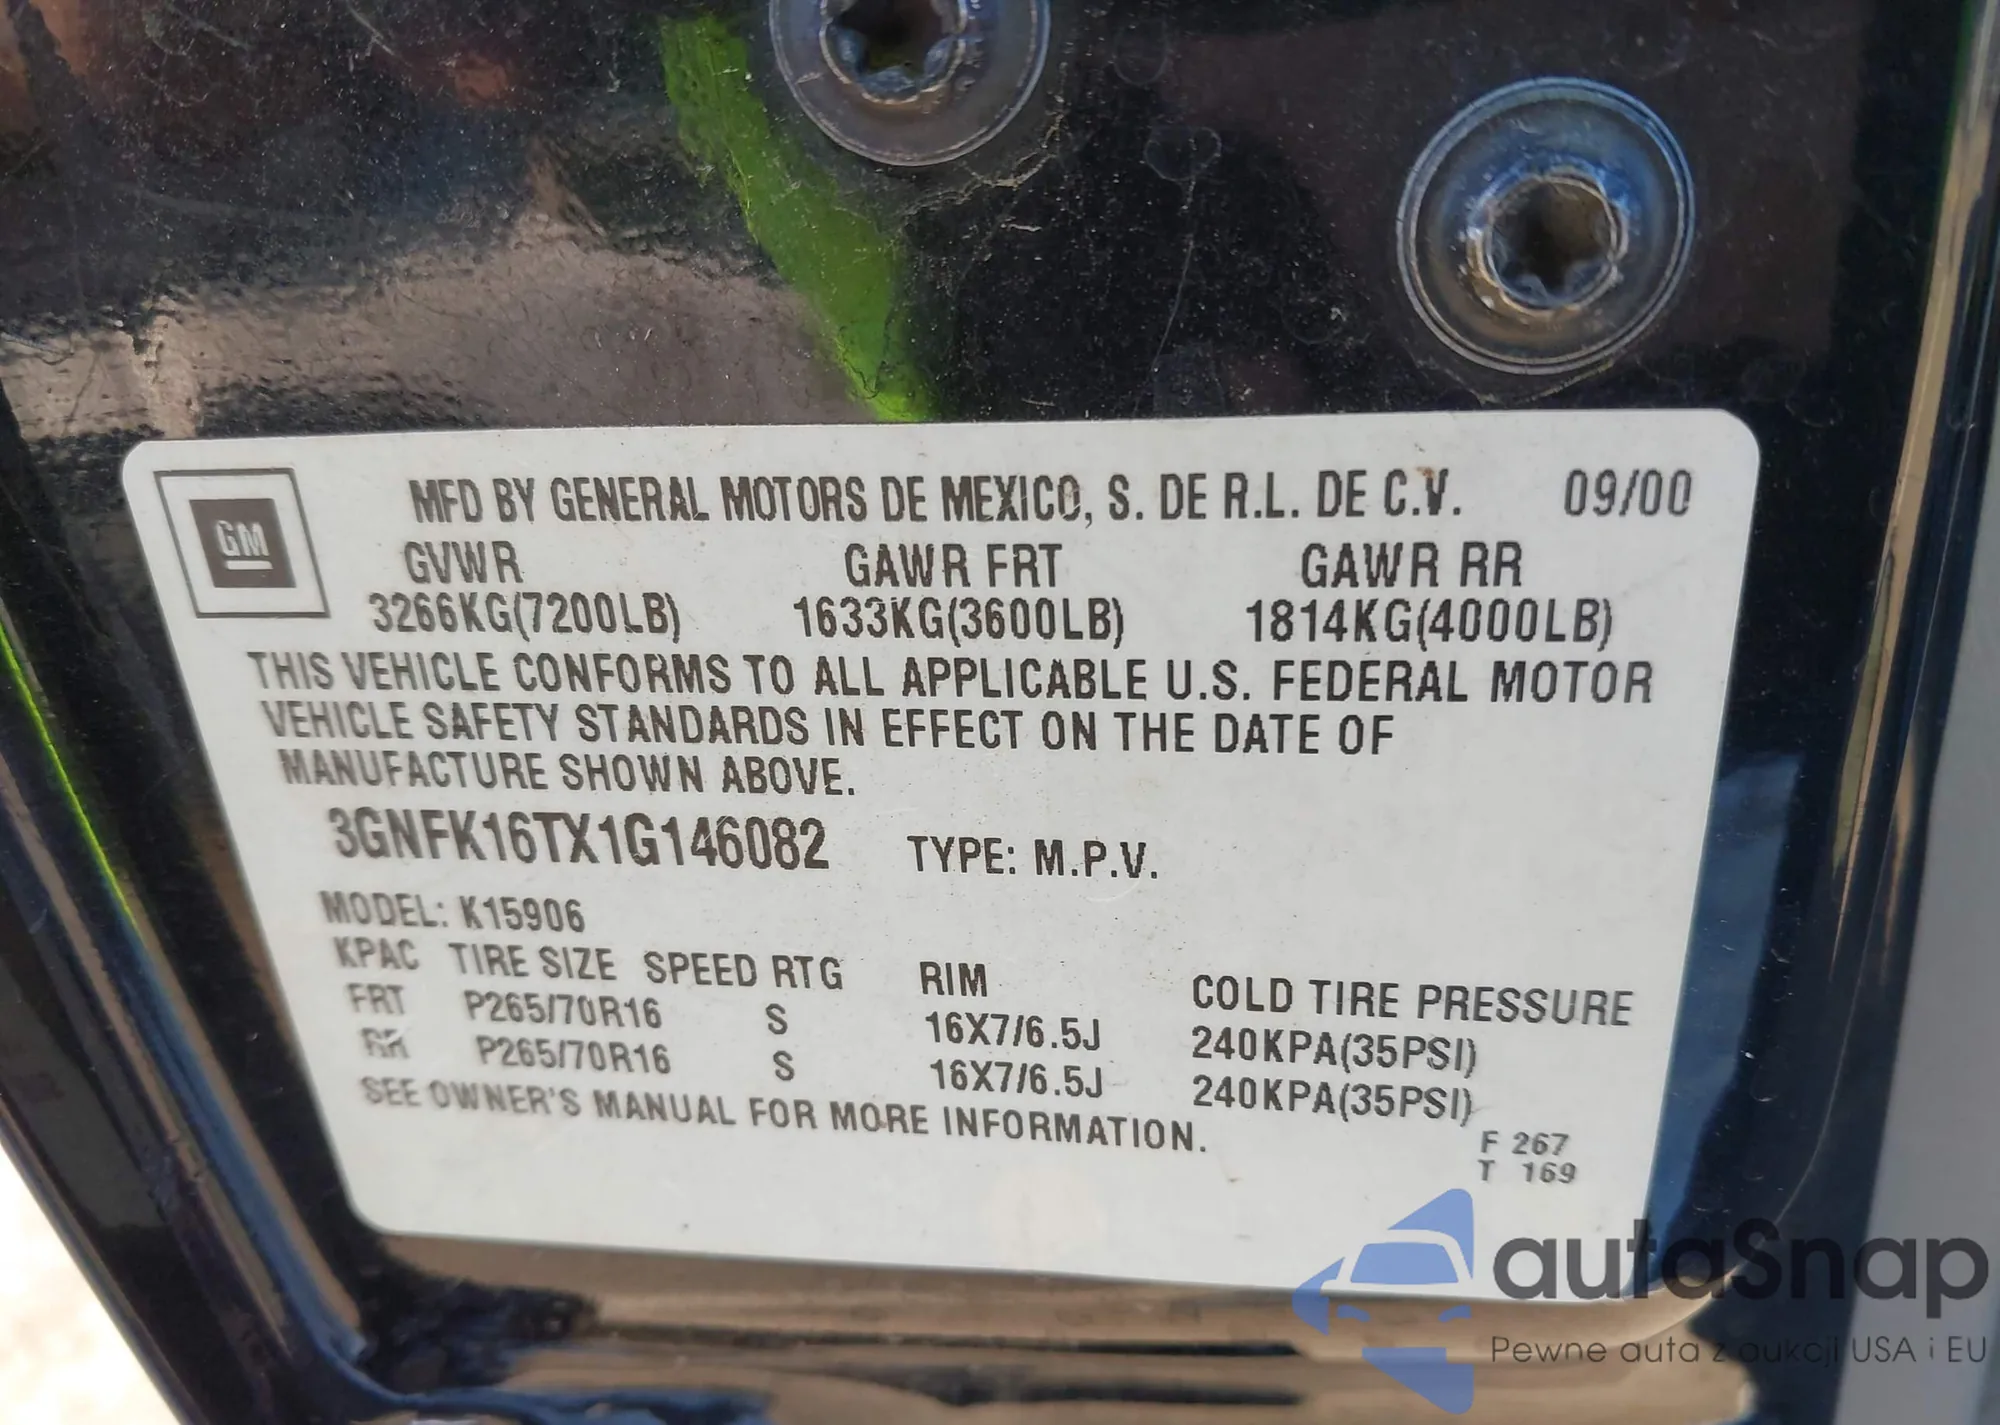 GM
MFD BY GENERAL MOTORS DE MEXICO, S. DE R.L. DE C.V. 09/00
GVWR GAWR FRT GAWR RR
3266KG(7200LB) 1633KG(3600LB) 1814KG(4000LB)
THIS VEHICLE CONFORMS TO ALL APPLICABLE U.S. FEDERAL MOTOR
VEHICLE SAFETY STANDARDS IN EFFECT ON THE DATE OF
MANUFACTURE SHOWN ABOVE.
3GNFK16TX1G146082 TYPE: M.P.V.
MODEL: K15906
KPAC TIRE SIZE SPEED RTG RIM COLD TIRE PRESSURE
FRT P265/70R16 S 16X7/6.5J 240KPA(35PSI)
RR P265/70R16 S 16X7/6.5J 240KPA(35PSI)
SEE OWNER'S MANUAL FOR MORE INFORMATION.
F 267
T 169
autaSnap
Pewne auta z aukcji USA i EU